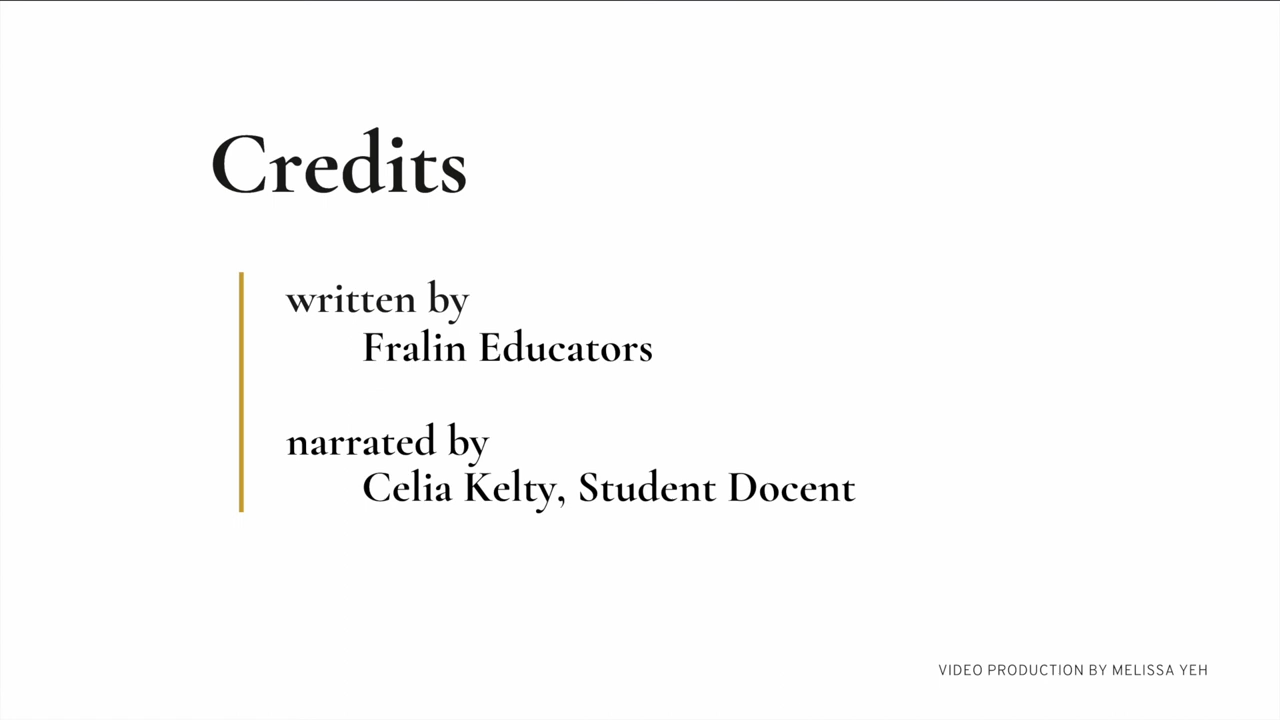 Credits
written by
Fralin Educators
narrated by
Celia Kelty, Student Docent
VIDEO PRODUCTION BY MELISSA YEH